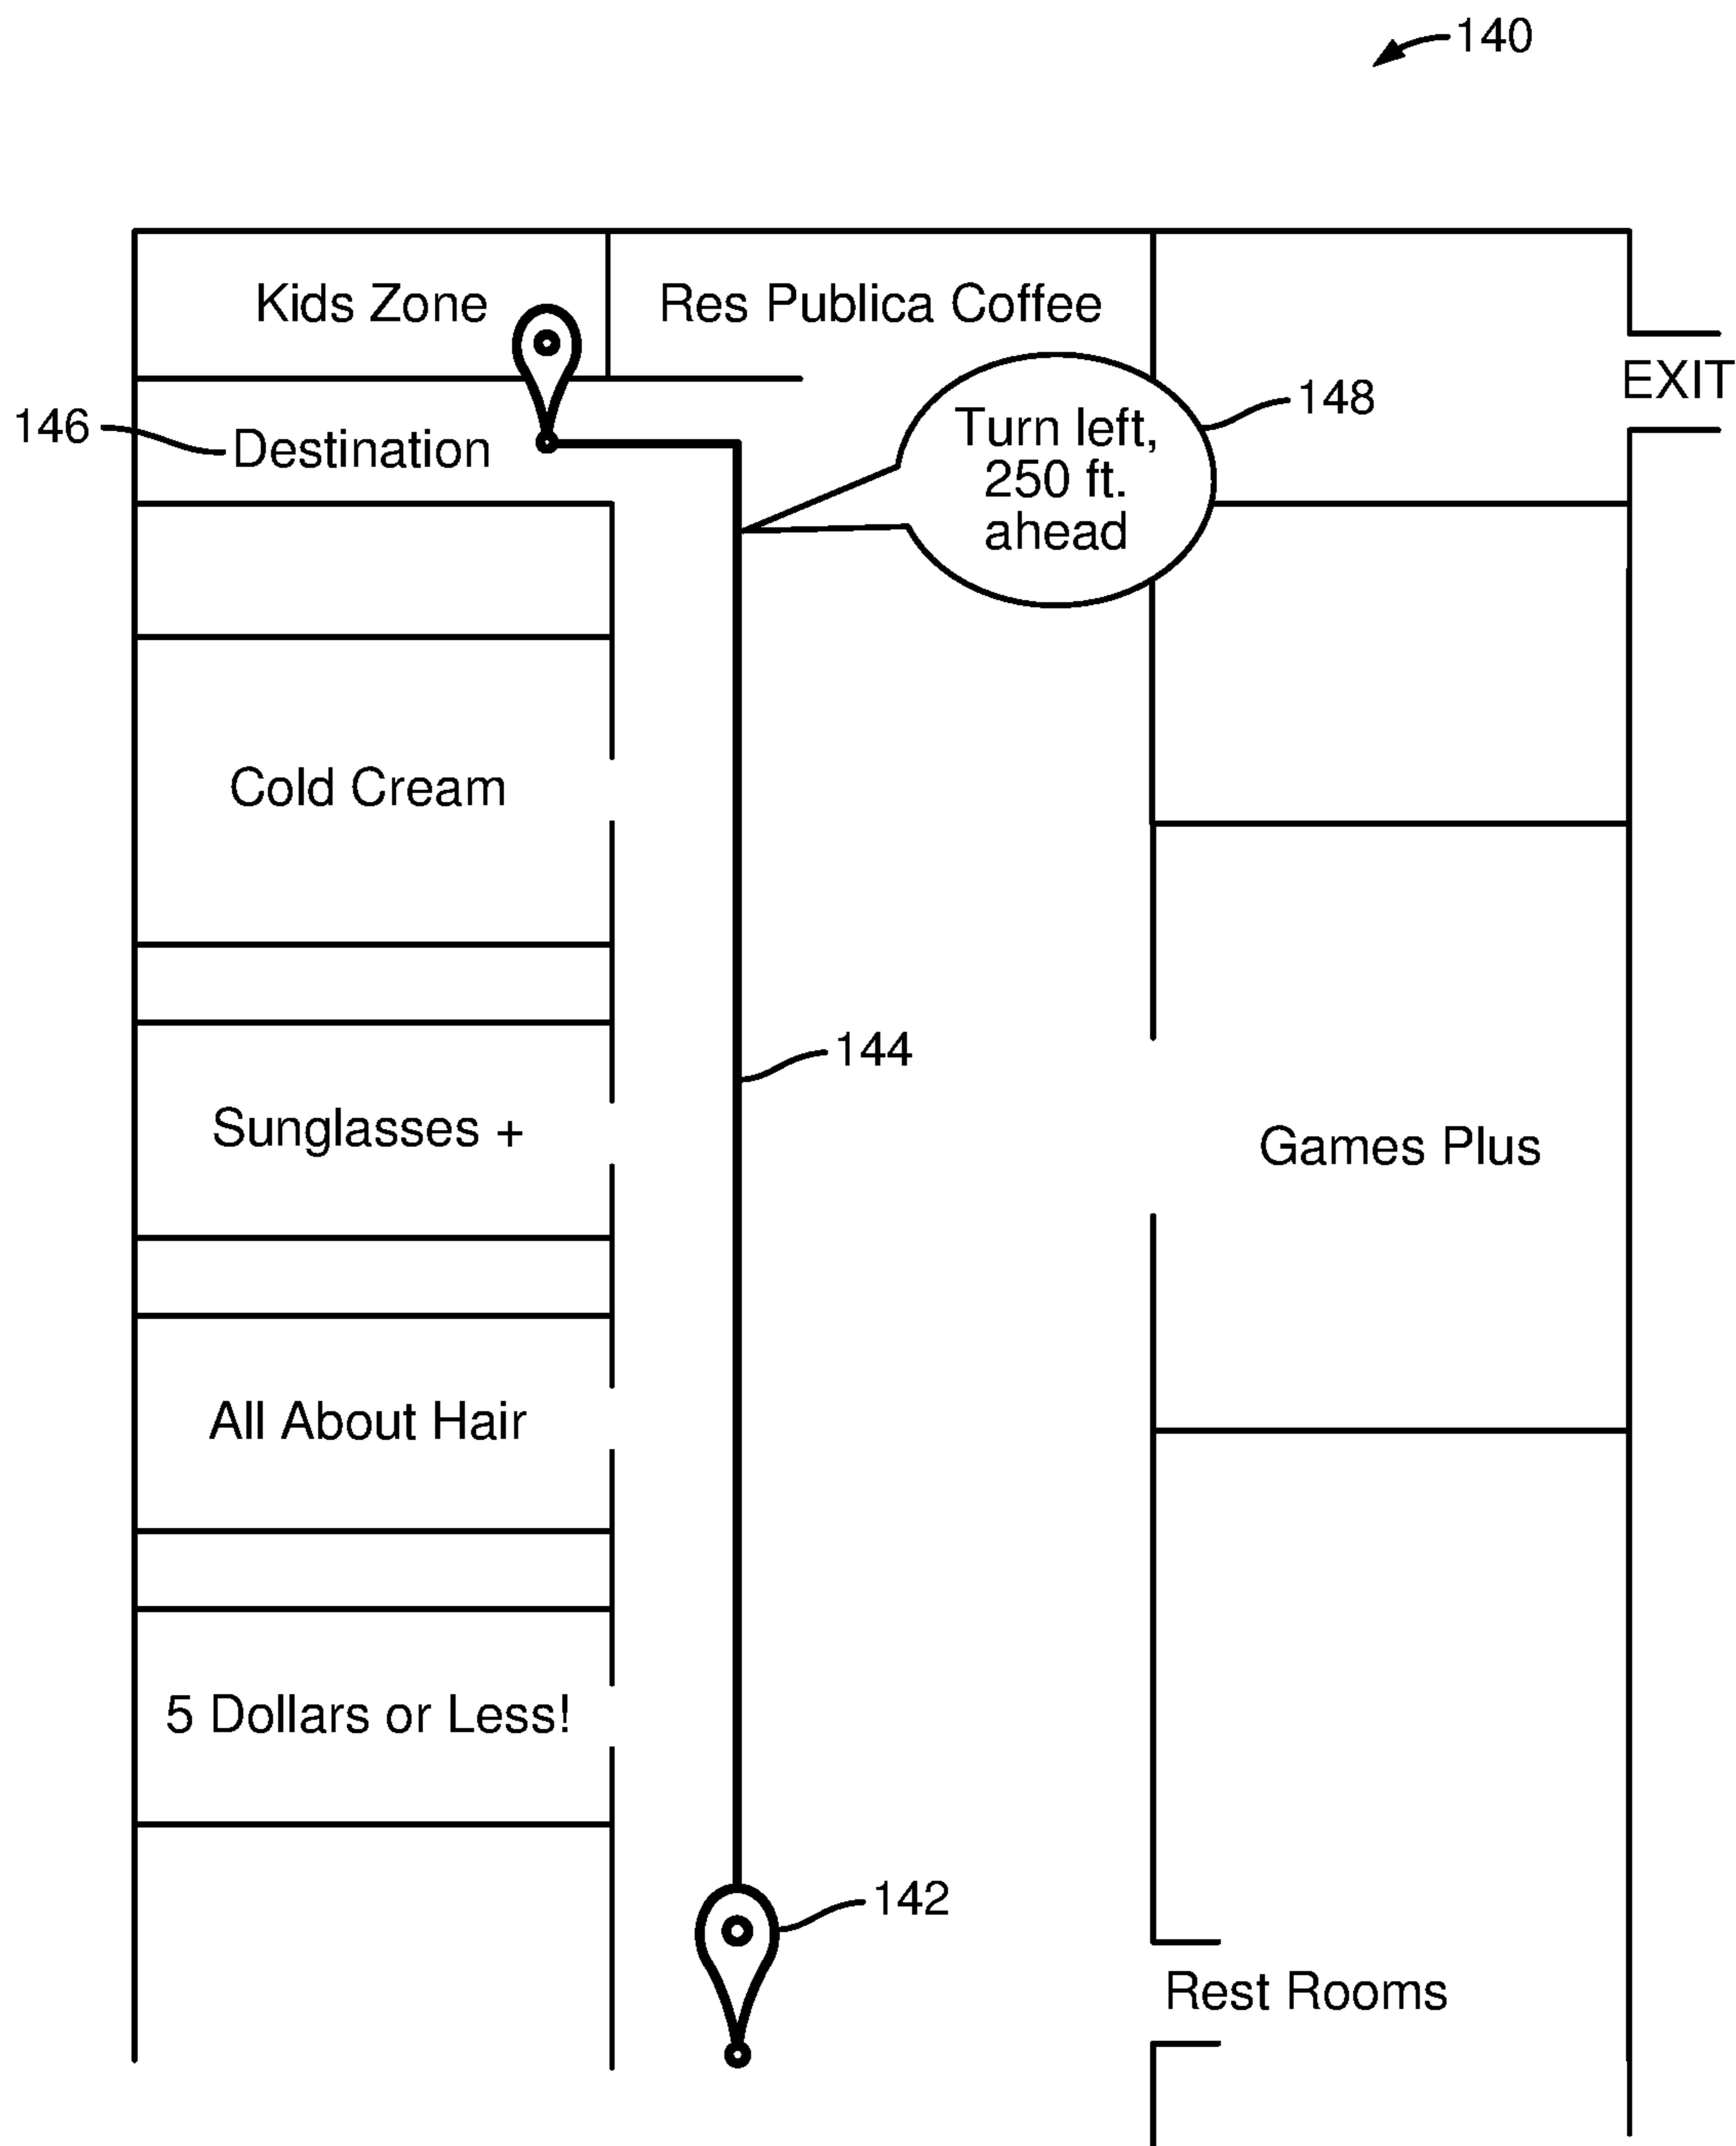 140
Kids Zone
Res Publica Coffee
EXIT
146
Destination
Turn left,
250 ft.
ahead
148
Cold Cream
144
Sunglasses +
Games Plus
All About Hair
5 Dollars or Less!
142
Rest Rooms